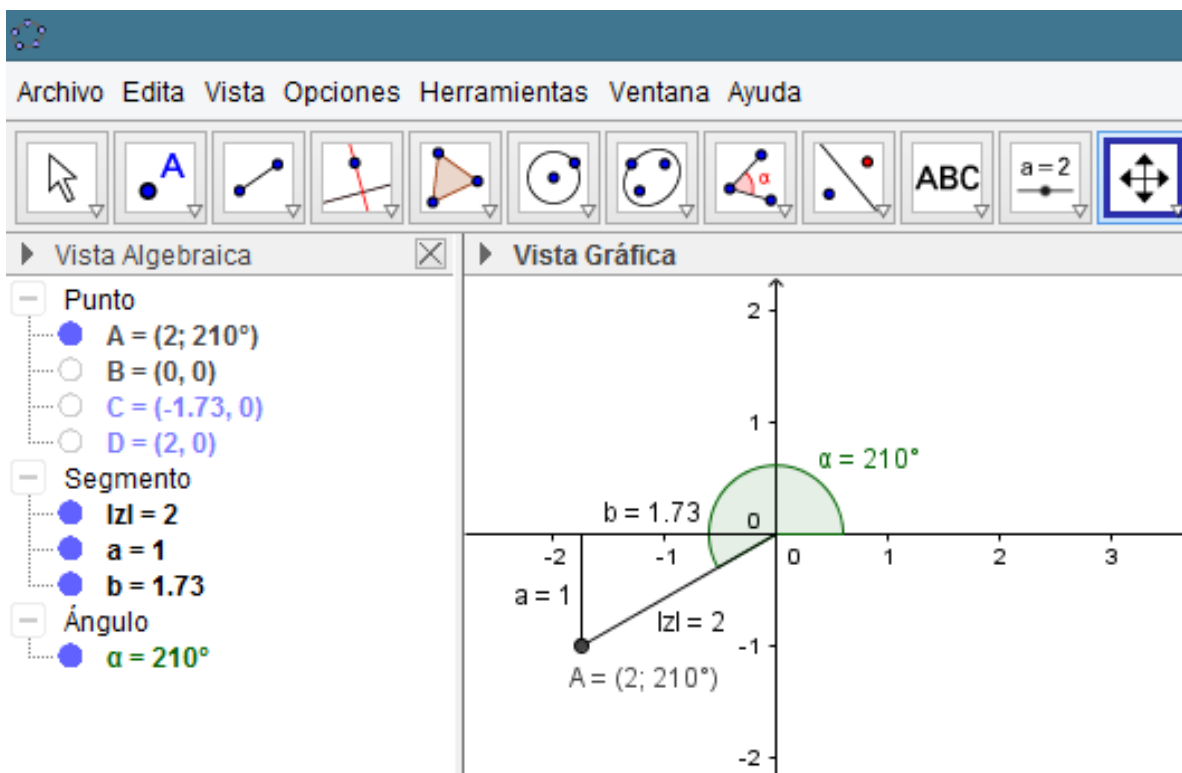 Archivo Edita Vista Opciones Herramientas Ventana Ayuda
A
α
ABC
a = 2
Vista Algebraica
Punto
A = (2; 210°)
B = (0, 0)
C = (-1.73, 0)
D = (2, 0)
Segmento
|z| = 2
a = 1
b = 1.73
Ángulo
α = 210°
Vista Gráfica
2
1
α = 210°
b = 1.73
0
-2
-1
0
1
2
3
a = 1
|z| = 2
-1
A = (2; 210°)
-2